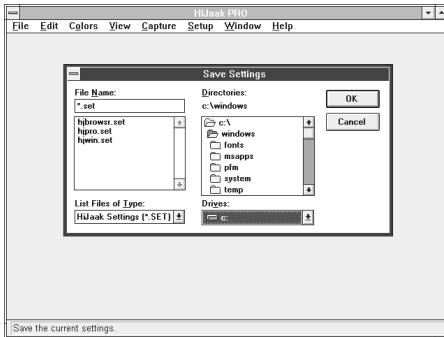 HiJaak PRO
File Edit Colors View Capture Setup Window Help
Save Settings
File Name:
*.set
hjbrowsr.set
hjpro.set
hjwin.set
List Files of Type:
HiJaak Settings (*.SET)
Directories:
c:\windows
c:\
windows
fonts
msapps
pfm
system
temp
Drives:
c:
OK
Cancel
Save the current settings.